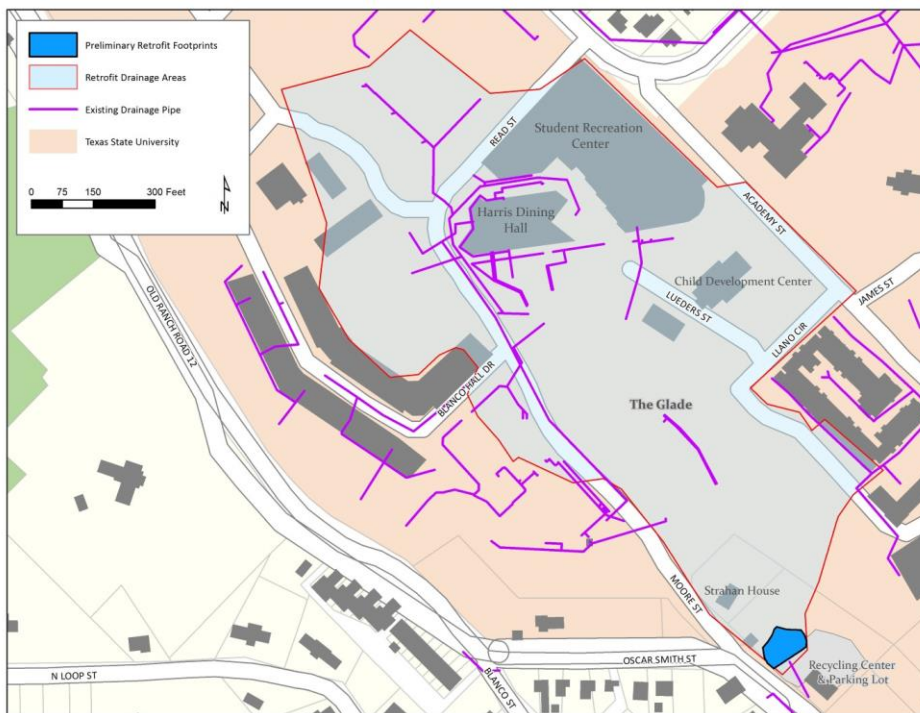 Preliminary Retrofit Footprints
Retrofit Drainage Areas
Existing Drainage Pipe
Texas State University
0 75 150 300 Feet
N
READ ST
Student Recreation
Center
Harris Dining
Hall
ACADEMY ST
Child Development Center
JAMES ST
LUEDERS ST
LLANO CIR
OLD RANCH ROAD 12
BLANCO HALL DR
The Glade
MOORE ST
Strahan House
OSCAR SMITH ST
Recycling Center
& Parking Lot
N LOOP ST
BLANCO ST